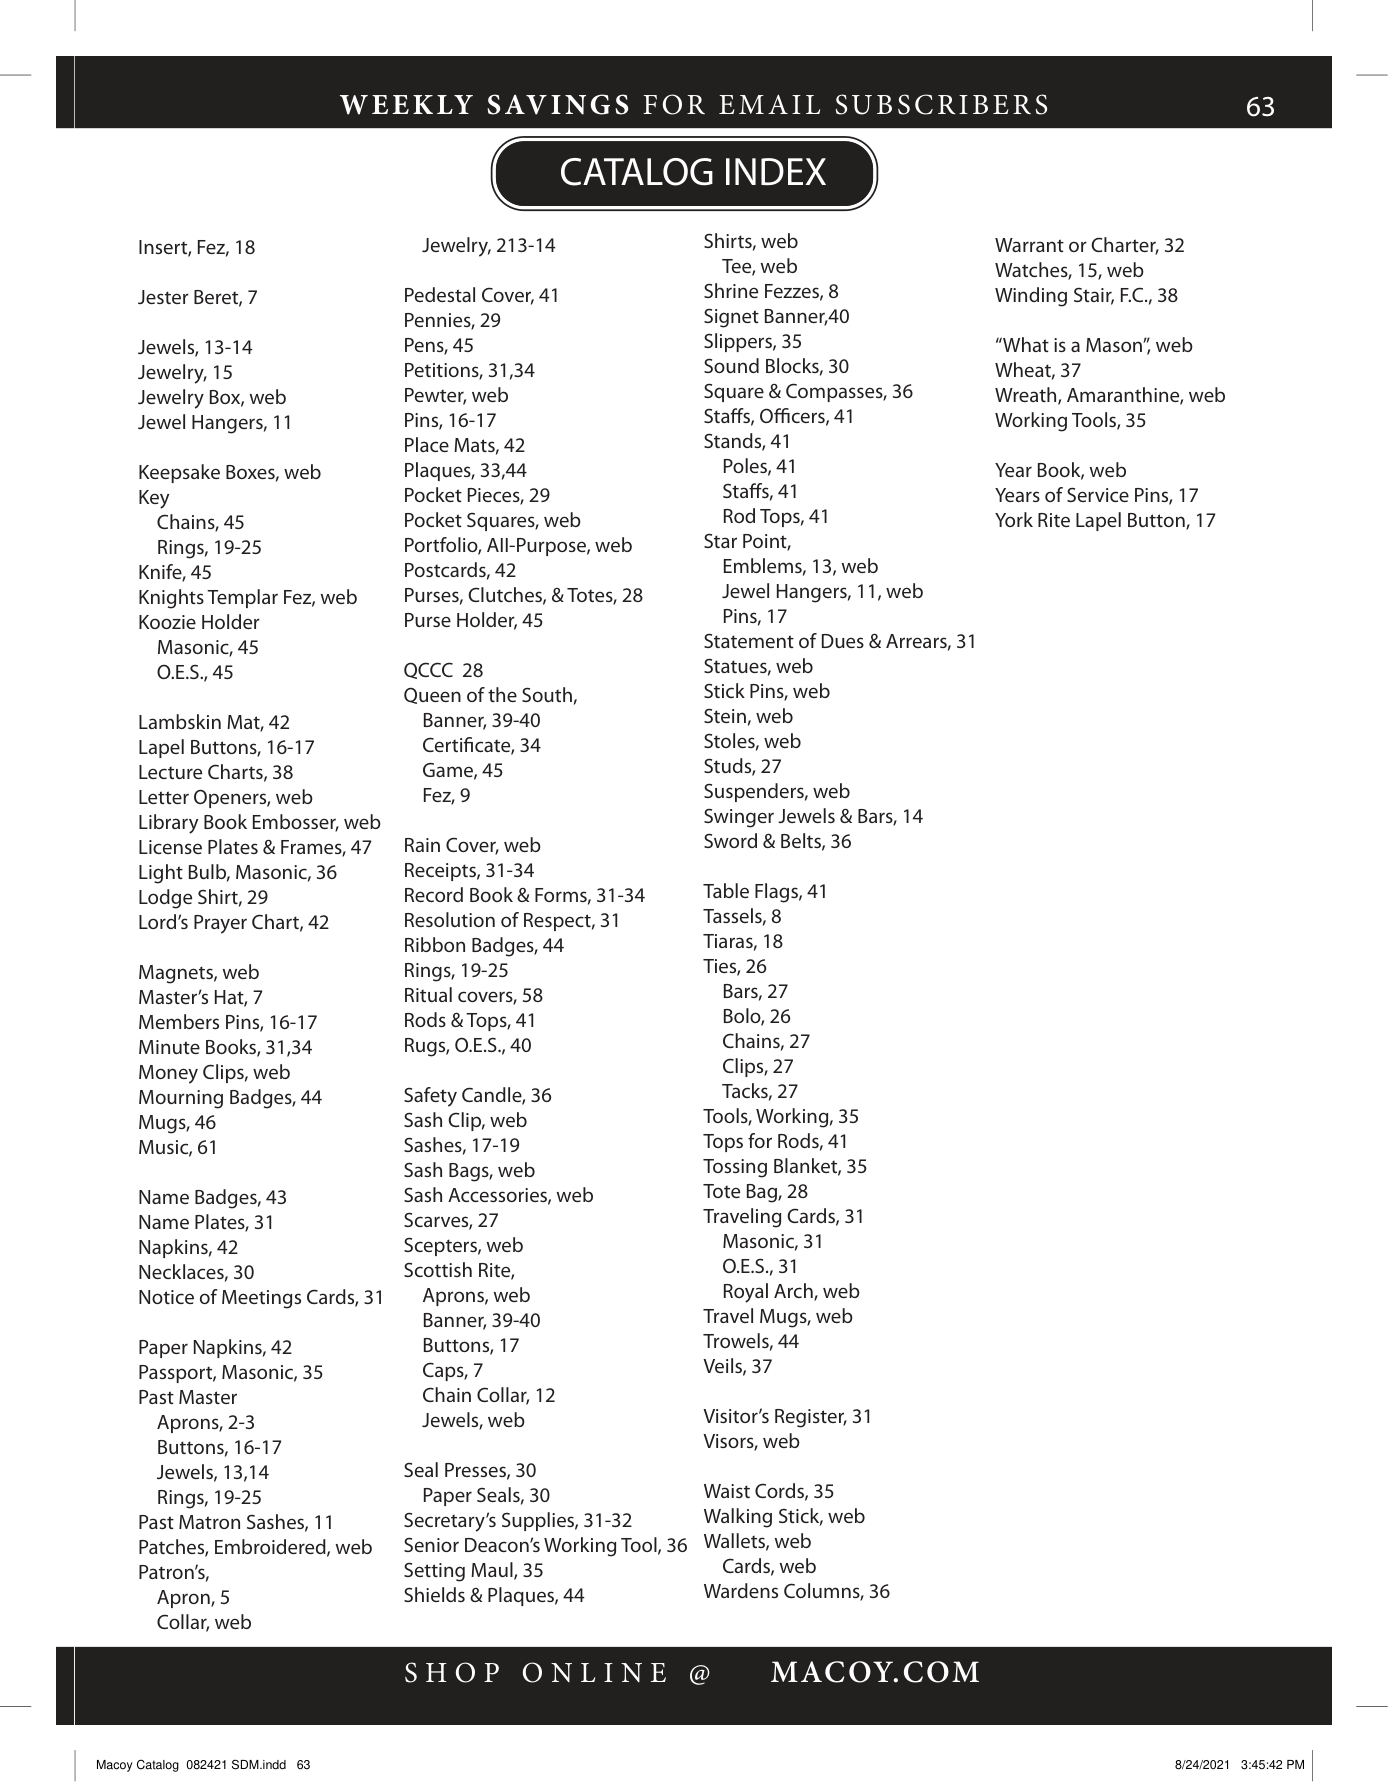 WEEKLY SAVINGS FOR EMAIL SUBSCRIBERS 63
CATALOG INDEX
Insert, Fez, 18
Jester Beret, 7
Jewels, 13-14
Jewelry, 15
Jewelry Box, web
Jewel Hangers, 11
Keepsake Boxes, web
Key
Chains, 45
Rings, 19-25
Knife, 45
Knights Templar Fez, web
Koozie Holder
Masonic, 45
O.E.S., 45
Lambskin Mat, 42
Lapel Buttons, 16-17
Lecture Charts, 38
Letter Openers, web
Library Book Embosser, web
License Plates & Frames, 47
Light Bulb, Masonic, 36
Lodge Shirt, 29
Lord’s Prayer Chart, 42
Magnets, web
Master’s Hat, 7
Members Pins, 16-17
Minute Books, 31,34
Money Clips, web
Mourning Badges, 44
Mugs, 46
Music, 61
Name Badges, 43
Name Plates, 31
Napkins, 42
Necklaces, 30
Notice of Meetings Cards, 31
Paper Napkins, 42
Passport, Masonic, 35
Past Master
Aprons, 2-3
Buttons, 16-17
Jewels, 13,14
Rings, 19-25
Past Matron Sashes, 11
Patches, Embroidered, web
Patron’s,
Apron, 5
Collar, web
Jewelry, 213-14
Pedestal Cover, 41
Pennies, 29
Pens, 45
Petitions, 31,34
Pewter, web
Pins, 16-17
Place Mats, 42
Plaques, 33,44
Pocket Pieces, 29
Pocket Squares, web
Portfolio, All-Purpose, web
Postcards, 42
Purses, Clutches, & Totes, 28
Purse Holder, 45
QCCC 28
Queen of the South,
Banner, 39-40
Certificate, 34
Game, 45
Fez, 9
Rain Cover, web
Receipts, 31-34
Record Book & Forms, 31-34
Resolution of Respect, 31
Ribbon Badges, 44
Rings, 19-25
Ritual covers, 58
Rods & Tops, 41
Rugs, O.E.S., 40
Safety Candle, 36
Sash Clip, web
Sashes, 17-19
Sash Bags, web
Sash Accessories, web
Scarves, 27
Scepters, web
Scottish Rite,
Aprons, web
Banner, 39-40
Buttons, 17
Caps, 7
Chain Collar, 12
Jewels, web
Seal Presses, 30
Paper Seals, 30
Secretary’s Supplies, 31-32
Senior Deacon’s Working Tool, 36
Setting Maul, 35
Shields & Plaques, 44
Shirts, web
Tee, web
Shrine Fezzes, 8
Signet Banner,40
Slippers, 35
Sound Blocks, 30
Square & Compasses, 36
Staffs, Officers, 41
Stands, 41
Poles, 41
Staffs, 41
Rod Tops, 41
Star Point,
Emblems, 13, web
Jewel Hangers, 11, web
Pins, 17
Statement of Dues & Arrears, 31
Statues, web
Stick Pins, web
Stein, web
Stoles, web
Studs, 27
Suspenders, web
Swinger Jewels & Bars, 14
Sword & Belts, 36
Table Flags, 41
Tassels, 8
Tiaras, 18
Ties, 26
Bars, 27
Bolo, 26
Chains, 27
Clips, 27
Tacks, 27
Tools, Working, 35
Tops for Rods, 41
Tossing Blanket, 35
Tote Bag, 28
Traveling Cards, 31
Masonic, 31
O.E.S., 31
Royal Arch, web
Travel Mugs, web
Trowels, 44
Veils, 37
Visitor’s Register, 31
Visors, web
Waist Cords, 35
Walking Stick, web
Wallets, web
Cards, web
Wardens Columns, 36
Warrant or Charter, 32
Watches, 15, web
Winding Stair, F.C., 38
“What is a Mason”, web
Wheat, 37
Wreath, Amaranthine, web
Working Tools, 35
Year Book, web
Years of Service Pins, 17
York Rite Lapel Button, 17
SHOP ONLINE @ MACOY.COM
Macoy Catalog 082421 SDM.indd 63
8/24/2021 3:45:42 PM